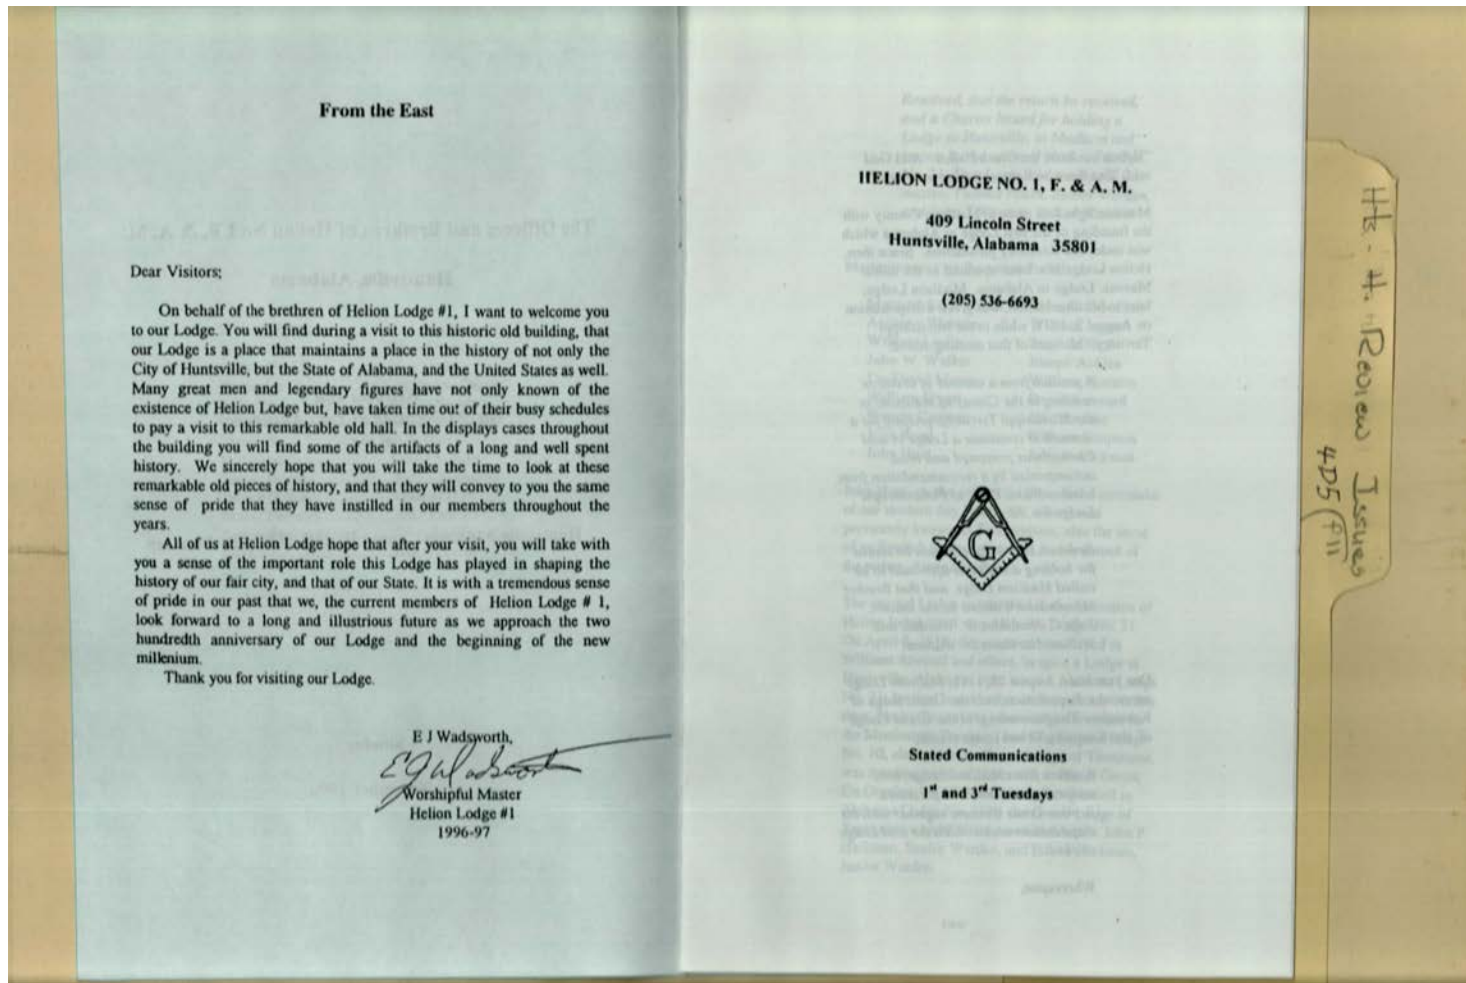 From the East
Dear Visitors;
On behalf of the brethren of Helion Lodge #1, I want to welcome you
to our Lodge. You will find during a visit to this historic old building, that
our Lodge is a place that maintains a place in the history of not only the
City of Huntsville, but the State of Alabama, and the United States as well.
Many great men and legendary figures have not only known of the
existence of Helion Lodge but, have taken time out of their busy schedules
to pay a visit to this remarkable old hall. In the displays cases throughout
the building you will find some of the artifacts of a long and well spent
history. We sincerely hope that you will take the time to look at these
remarkable old pieces of history, and that they will convey to you the same
sense of pride that they have instilled in our members throughout the
years.
All of us at Helion Lodge hope that after your visit, you will take with
you a sense of the important role this Lodge has played in shaping the
history of our fair city, and that of our State. It is with a tremendous sense
of pride in our past that we, the current members of Helion Lodge # 1,
look forward to a long and illustrious future as we approach the two
hundredth anniversary of our Lodge and the beginning of the new
millenium.
Thank you for visiting our Lodge.
E J Wadsworth,
E J Wadsworth
Worshipful Master
Helion Lodge #1
1996-97
HELION LODGE NO. 1, F. & A. M.
409 Lincoln Street
Huntsville, Alabama 35801
(205) 536-6693
G
Stated Communications
1st and 3rd Tuesdays
Review Issues